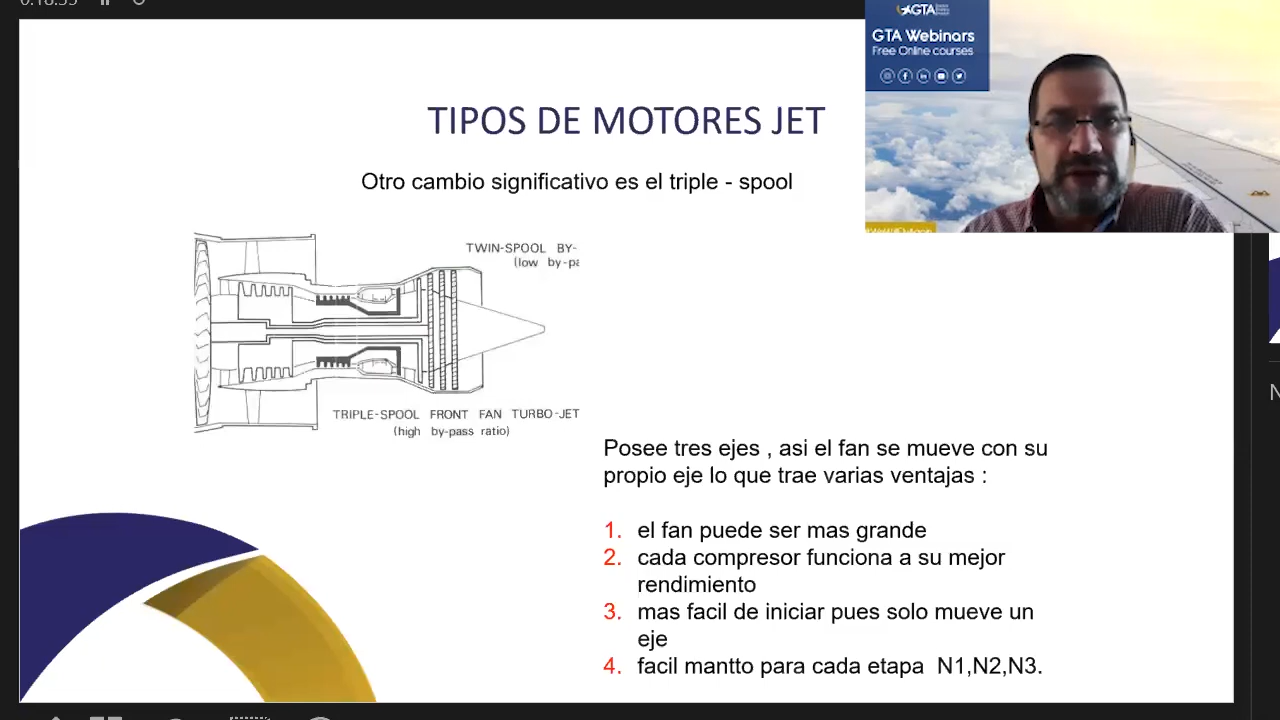 0:18:55
GTA
GTA Webinars
Free Online courses
TIPOS DE MOTORES JET
Otro cambio significativo es el triple - spool
TWIN-SPOOL BY-
(low by-pa
TRIPLE-SPOOL FRONT FAN TURBO-JET
(high by-pass ratio)
Posee tres ejes , asi el fan se mueve con su
propio eje lo que trae varias ventajas :
1. el fan puede ser mas grande
2. cada compresor funciona a su mejor
rendimiento
3. mas facil de iniciar pues solo mueve un
eje
4. facil mantto para cada etapa N1,N2,N3.
N